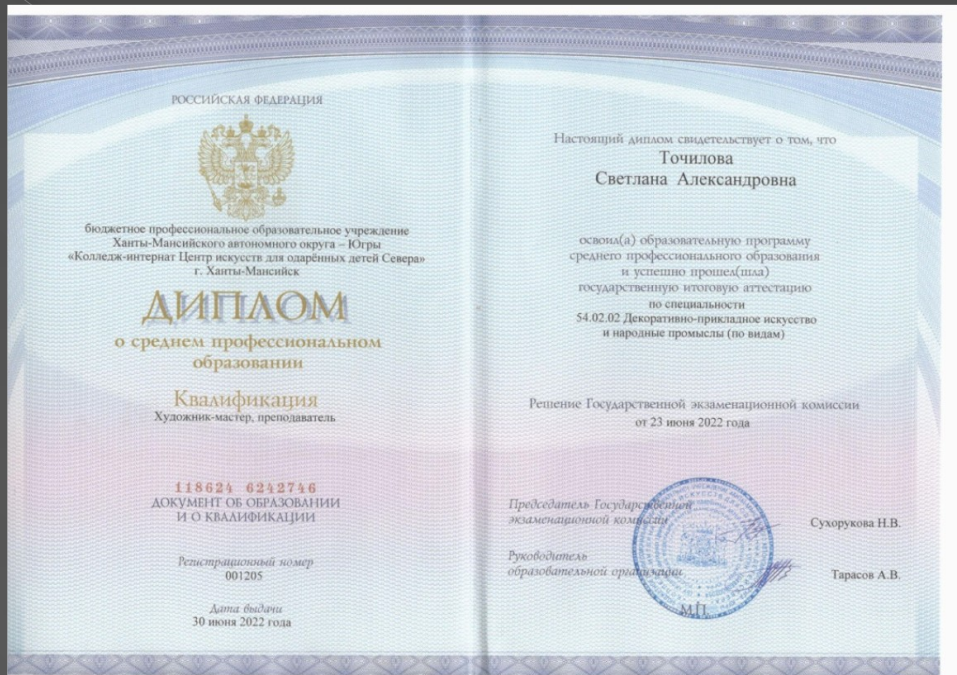 РОССИЙСКАЯ ФЕДЕРАЦИЯ
бюджетное профессиональное образовательное учреждение
Ханты-Мансийского автономного округа – Югры
«Колледж-интернат Центр искусств для одарённых детей Севера»
г. Ханты-Мансийск
ДИПЛОМ
о среднем профессиональном
образовании
Квалификация
Художник-мастер, преподаватель
118624 6242746
ДОКУМЕНТ ОБ ОБРАЗОВАНИИ
И О КВАЛИФИКАЦИИ
Регистрационный номер
001205
Дата выдачи
30 июня 2022 года
Настоящий диплом свидетельствует о том, что
Точилова
Светлана Александровна
освоил(а) образовательную программу
среднего профессионального образования
и успешно прошел(шла)
государственную итоговую аттестацию
по специальности
54.02.02 Декоративно-прикладное искусство
и народные промыслы (по видам)
Решение Государственной экзаменационной комиссии
от 23 июня 2022 года
Председатель Государственной
экзаменационной комиссии
Сухорукова Н.В.
Руководитель
образовательной организации
Тарасов А.В.
М.П.